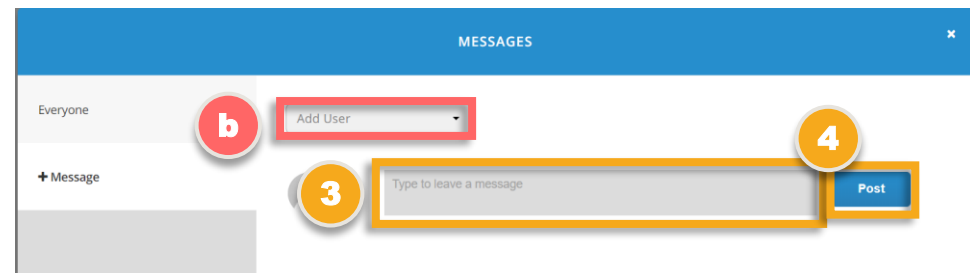 MESSAGES
×
Everyone
b
Add User
4
+ Message
3
Type to leave a message
Post